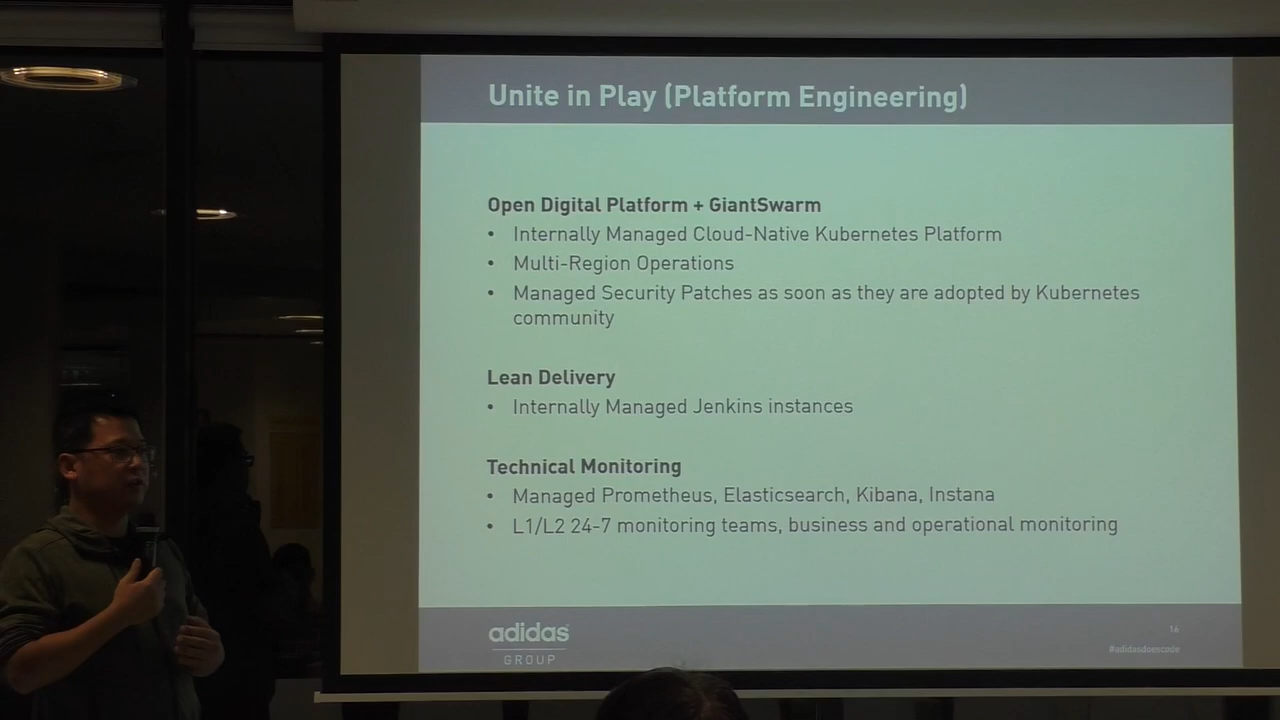 Unite in Play (Platform Engineering)
Open Digital Platform + GiantSwarm
• Internally Managed Cloud-Native Kubernetes Platform
• Multi-Region Operations
• Managed Security Patches as soon as they are adopted by Kubernetes
community
Lean Delivery
• Internally Managed Jenkins instances
Technical Monitoring
• Managed Prometheus, Elasticsearch, Kibana, Instana
• L1/L2 24-7 monitoring teams, business and operational monitoring
adidas
GROUP
16
#adidasdoescode